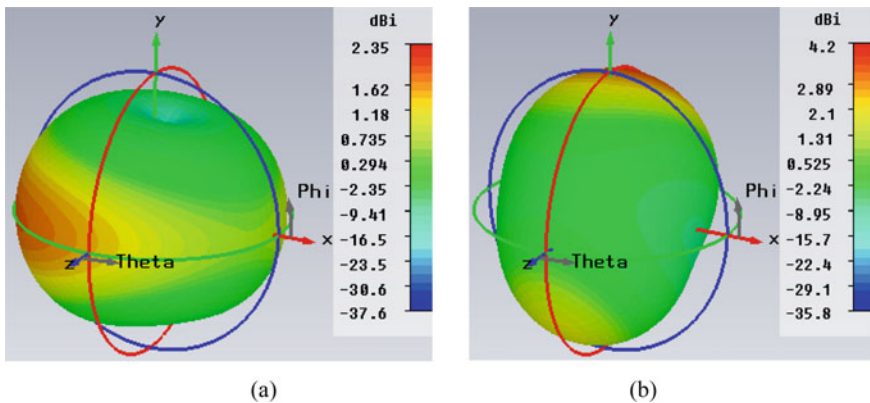 y
dBi
2.35
1.62
1.18
0.735
0.294
-2.35
-9.41
-16.5
-23.5
-30.6
-37.6
Phi
x
z
Theta
(a)
y
dBi
4.2
2.89
2.1
1.31
0.525
-2.24
-8.95
-15.7
-22.4
-29.1
-35.8
Phi
x
z
Theta
(b)